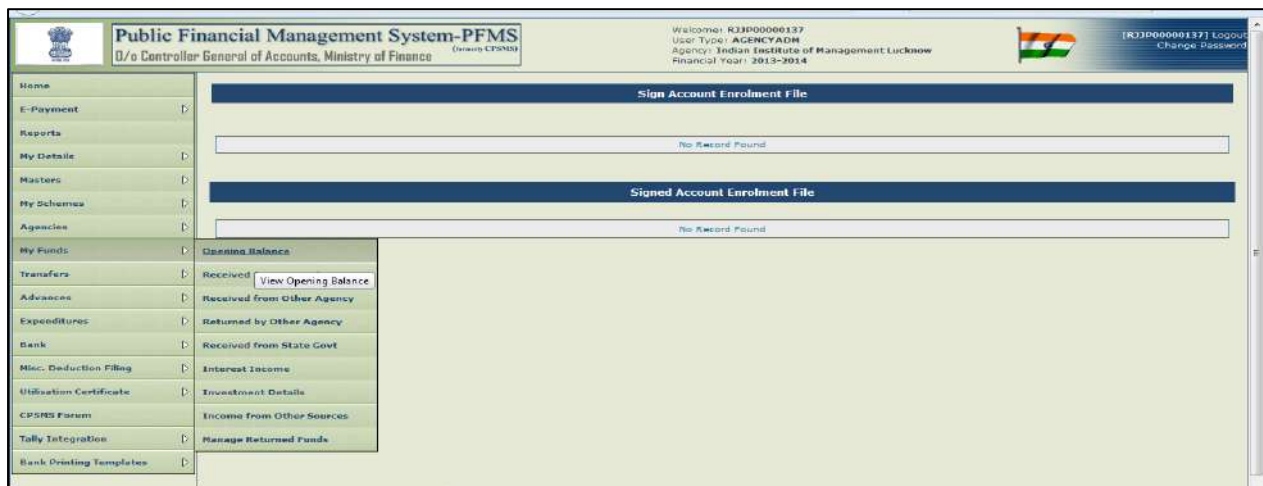 Public Financial Management System-PFMS
(formerly CPSMS)
O/o Controller General of Accounts, Ministry of Finance
Welcome: RJJP00000137
User Type: AGENCYADM
Agency: Indian Institute of Management Lucknow
Financial Year: 2013-2014
[RJJP00000137] Logout
Change Password
Home
E-Payment
Reports
My Details
Masters
My Schemes
Agencies
My Funds
Transfers
Advances
Expenditures
Bank
Misc. Deduction Filing
Utilisation Certificate
CPSMS Forum
Tally Integration
Bank Printing Templates
Opening Balance
Received
View Opening Balance
Received from Other Agency
Returned by Other Agency
Received from State Govt
Interest Income
Investment Details
Income from Other Sources
Manage Returned Funds
Sign Account Enrolment File
No Record Found
Signed Account Enrolment File
No Record Found